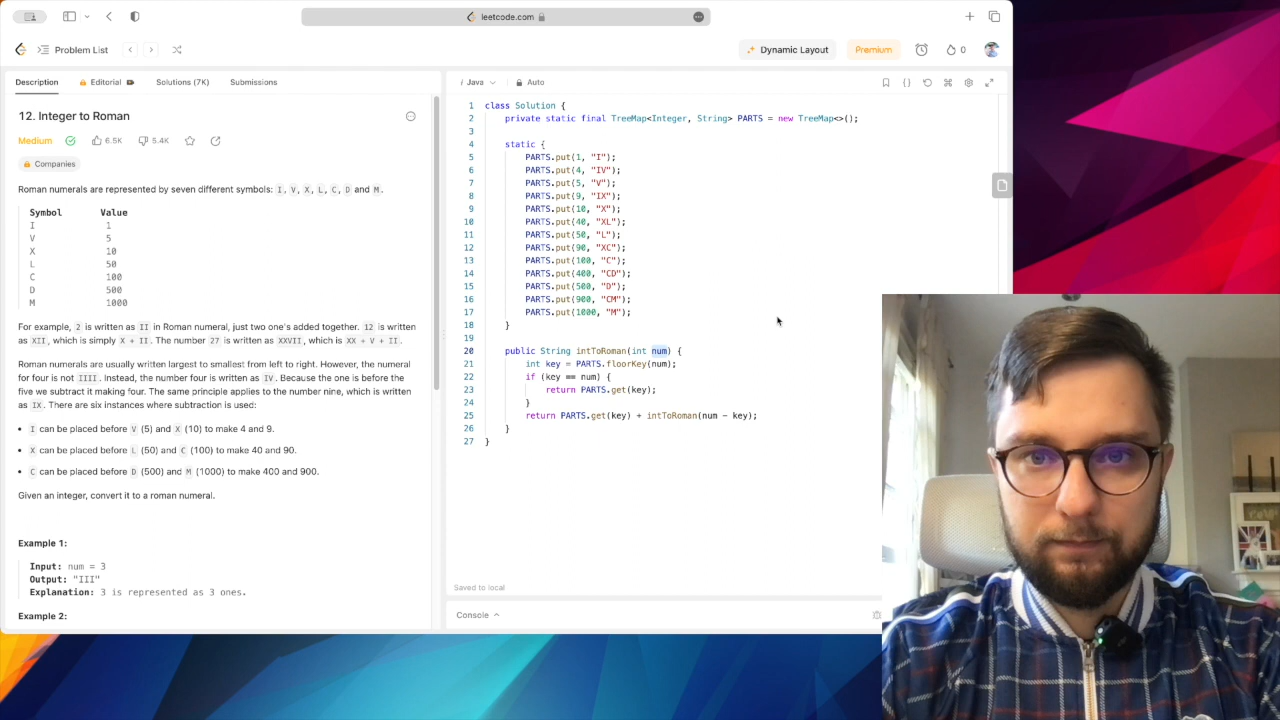 leetcode.com
Problem List
Dynamic Layout
Premium
0
Description
Editorial
Solutions (7K)
Submissions
12. Integer to Roman
Medium
6.5K
5.4K
Companies
Roman numerals are represented by seven different symbols: I, V, X, L, C, D and M.
Symbol Value
I 1
V 5
X 10
L 50
C 100
D 500
M 1000
For example, 2 is written as II in Roman numeral, just two one's added together. 12 is written
as XII, which is simply X + II. The number 27 is written as XXVII, which is XX + V + II.
Roman numerals are usually written largest to smallest from left to right. However, the numeral
for four is not IIII. Instead, the number four is written as IV. Because the one is before the
five we subtract it making four. The same principle applies to the number nine, which is written
as IX. There are six instances where subtraction is used:
• I can be placed before V (5) and X (10) to make 4 and 9.
• X can be placed before L (50) and C (100) to make 40 and 90.
• C can be placed before D (500) and M (1000) to make 400 and 900.
Given an integer, convert it to a roman numeral.
Example 1:
Input: num = 3
Output: "III"
Explanation: 3 is represented as 3 ones.
Example 2:
i Java
Auto
{}
1 class Solution {
2 private static final TreeMap<Integer, String> PARTS = new TreeMap<>();
3
4 static {
5 PARTS.put(1, "I");
6 PARTS.put(4, "IV");
7 PARTS.put(5, "V");
8 PARTS.put(9, "IX");
9 PARTS.put(10, "X");
10 PARTS.put(40, "XL");
11 PARTS.put(50, "L");
12 PARTS.put(90, "XC");
13 PARTS.put(100, "C");
14 PARTS.put(400, "CD");
15 PARTS.put(500, "D");
16 PARTS.put(900, "CM");
17 PARTS.put(1000, "M");
18 }
19
20 public String intToRoman(int num) {
21 int key = PARTS.floorKey(num);
22 if (key == num) {
23 return PARTS.get(key);
24 }
25 return PARTS.get(key) + intToRoman(num - key);
26 }
27 }
Saved to local
Console